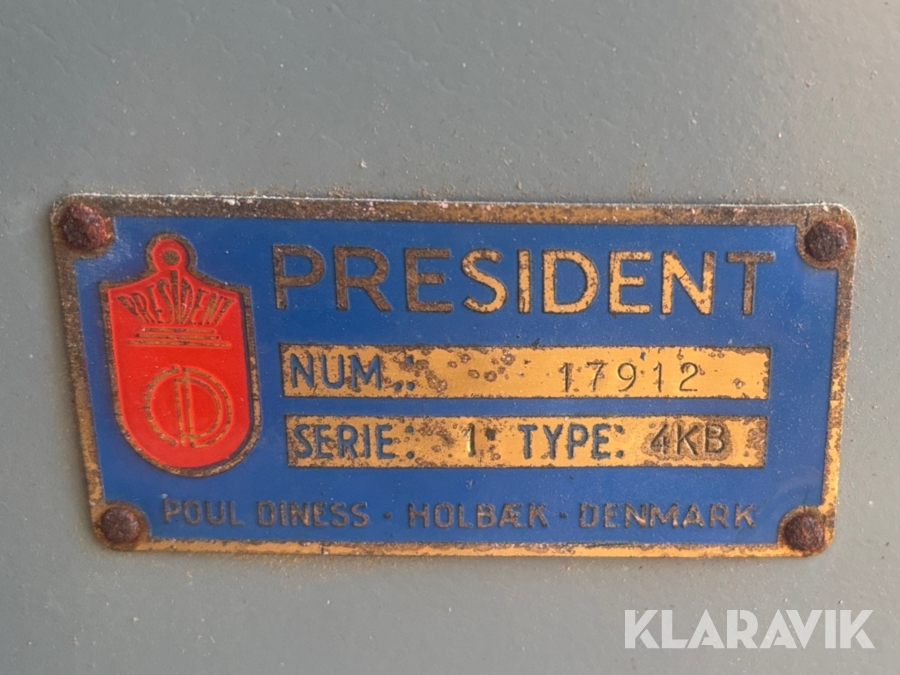 PRESIDENT
PRESIDENT
NUM.: 17912
SERIE: 1 TYPE: 4KB
POUL DINESS · HOLBÆK · DENMARK
KLARAVIK